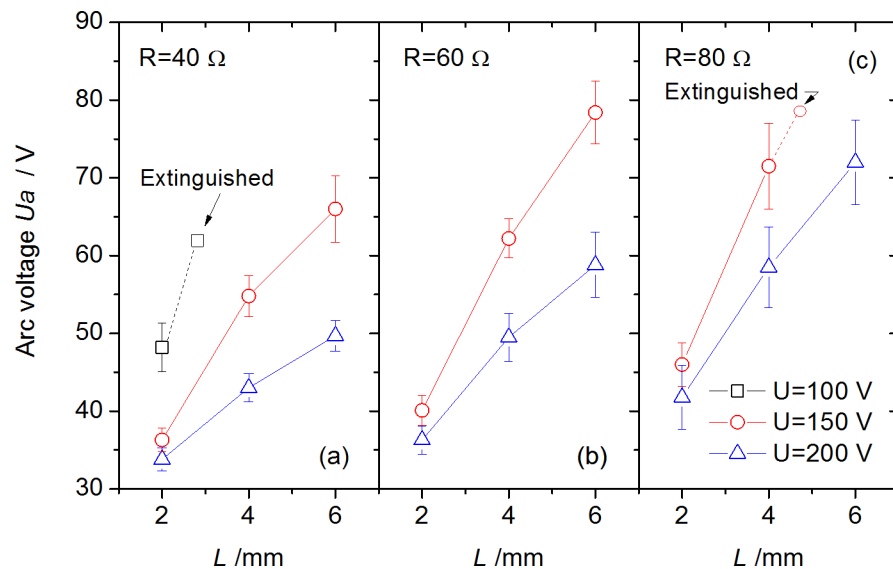 Arc voltage Ua / V
90
80
70
60
50
40
30
R=40 Ω
Extinguished
(a)
2 4 6
L /mm
R=60 Ω
(b)
2 4 6
L /mm
R=80 Ω
(c)
Extinguished
U=100 V
U=150 V
U=200 V
2 4 6
L /mm